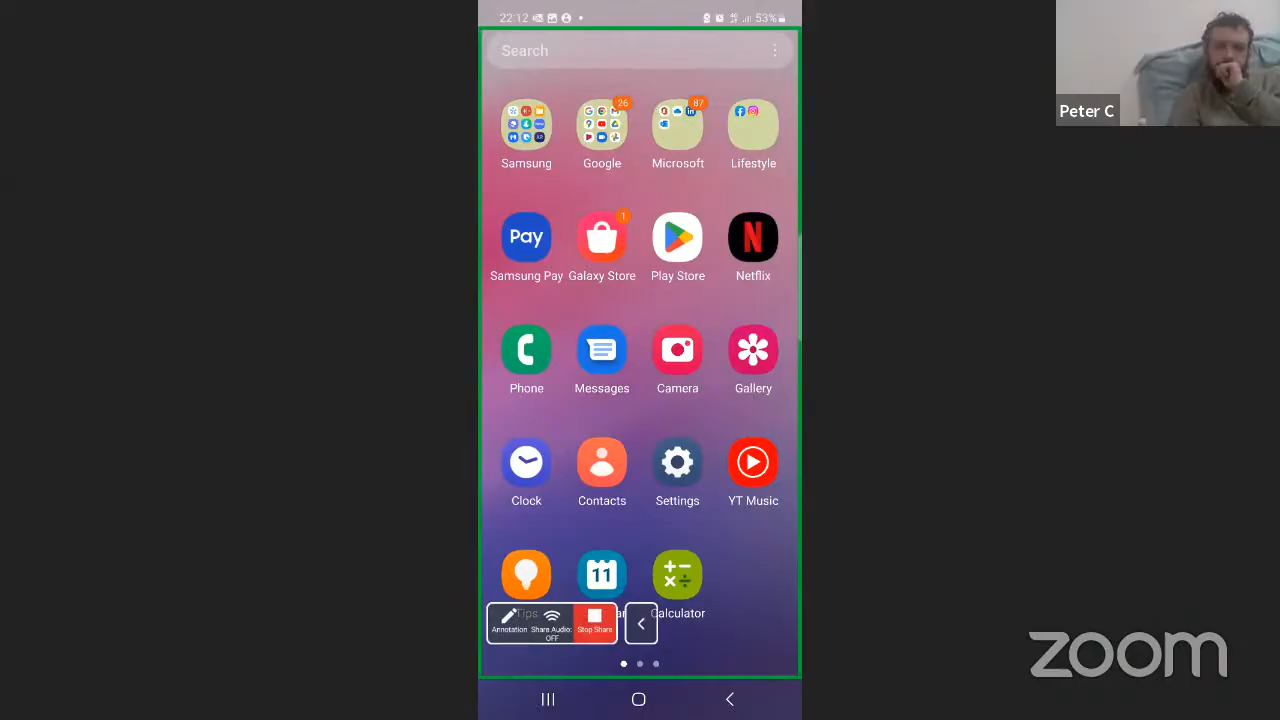 22:12
53%
Search
26
87
Samsung
Google
Microsoft
Lifestyle
Pay
1
N
Samsung Pay
Galaxy Store
Play Store
Netflix
Phone
Messages
Camera
Gallery
Clock
Contacts
Settings
YT Music
11
Tips
Calculator
Annotation
Share Audio: OFF
Stop Share
Peter C
zoom